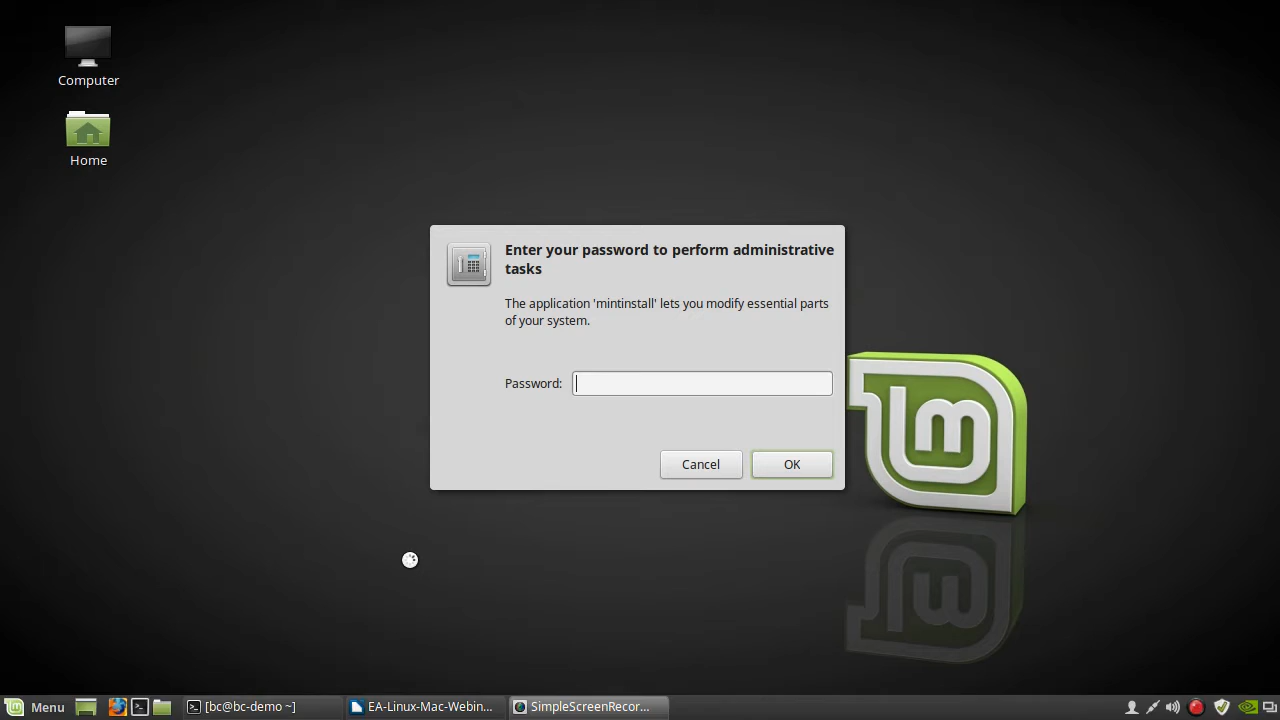 Computer
Home
Enter your password to perform administrative
tasks
The application 'mintinstall' lets you modify essential parts
of your system.
Password:
Cancel OK
Menu [bc@bc-demo ~] EA-Linux-Mac-Webin... SimpleScreenRecor...